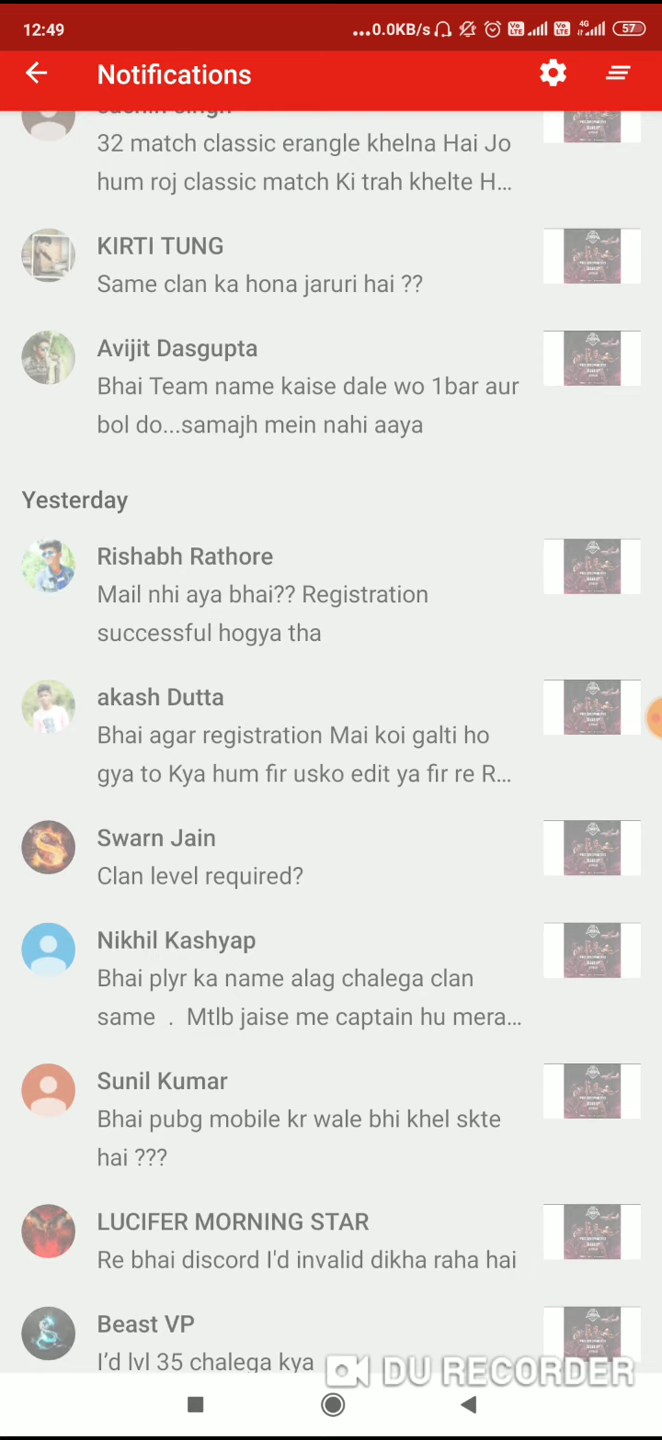 12:49
...0.0KB/s
Vo LTE
Vo LTE
4G
57
Notifications
32 match classic erangle khelna Hai Jo
hum roj classic match Ki trah khelte H...
KIRTI TUNG
Same clan ka hona jaruri hai ??
Avijit Dasgupta
Bhai Team name kaise dale wo 1bar aur
bol do...samajh mein nahi aaya
Yesterday
Rishabh Rathore
Mail nhi aya bhai?? Registration
successful hogya tha
akash Dutta
Bhai agar registration Mai koi galti ho
gya to Kya hum fir usko edit ya fir re R...
Swarn Jain
Clan level required?
Nikhil Kashyap
Bhai plyr ka name alag chalega clan
same . Mtlb jaise me captain hu mera...
Sunil Kumar
Bhai pubg mobile kr wale bhi khel skte
hai ???
LUCIFER MORNING STAR
Re bhai discord I'd invalid dikha raha hai
Beast VP
I'd lvl 35 chalega kya
DU RECORDER